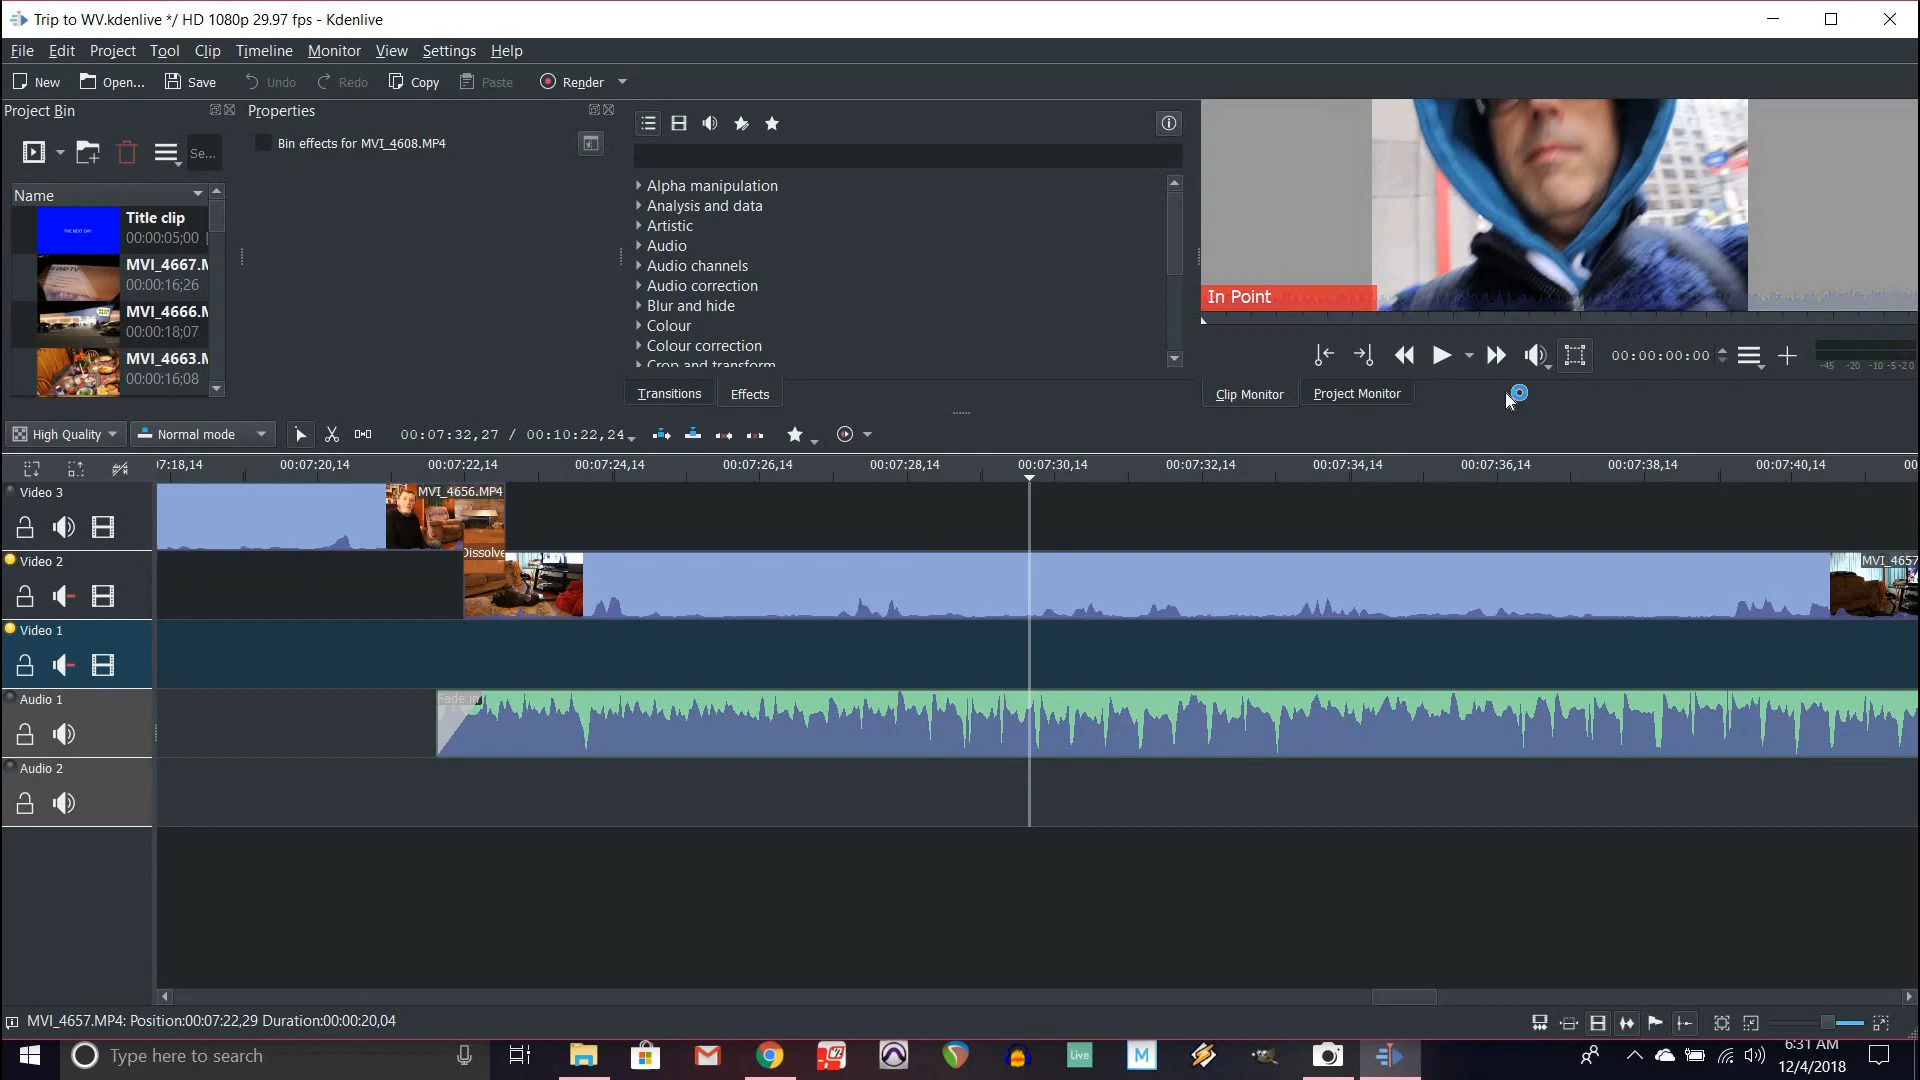 Trip to WV.kdenlive */ HD 1080p 29.97 fps - Kdenlive
File Edit Project Tool Clip Timeline Monitor View Settings Help
New Open... Save Undo Redo Copy Paste Render
Project Bin
Properties
Se...
Bin effects for MVI_4608.MP4
Name
Title clip
00:00:05;00
THE NEXT DAY
MVI_4667.M
00:00:16;26
MVI_4666.M
00:00:18;07
MVI_4663.M
00:00:16;08
Alpha manipulation
Analysis and data
Artistic
Audio
Audio channels
Audio correction
Blur and hide
Colour
Colour correction
Crop and transform
Transitions Effects
In Point
00:00:00:00
-45 -20 -10 -5 -2 0
Clip Monitor Project Monitor
High Quality Normal mode 00:07:32,27 / 00:10:22,24
07:18,14 00:07:20,14 00:07:22,14 00:07:24,14 00:07:26,14 00:07:28,14 00:07:30,14 00:07:32,14 00:07:34,14 00:07:36,14 00:07:38,14 00:07:40,14 00
Video 3
MVI_4656.MP4
Dissolve
Video 2
MVI_4657
Video 1
Audio 1
Fade in
Audio 2
MVI_4657.MP4: Position:00:07:22,29 Duration:00:00:20,04
Type here to search
Live
M
6:31 AM
12/4/2018